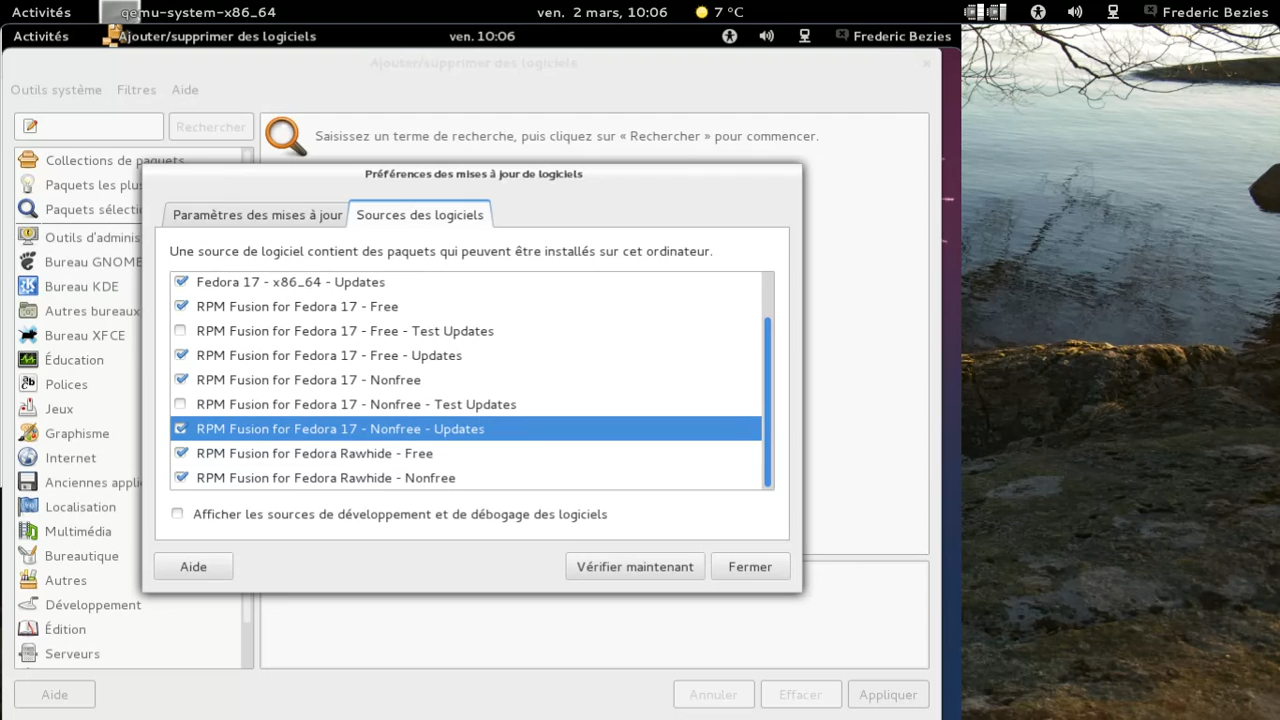 Activités
qemu-system-x86_64
ven. 2 mars, 10:06
7 °C
Frederic Bezies
Activités
Ajouter/supprimer des logiciels
ven. 10:06
Frederic Bezies
Ajouter/supprimer des logiciels
Outils système
Filtres
Aide
Rechercher
Saisissez un terme de recherche, puis cliquez sur « Rechercher » pour commencer.
Collections de paquets
Paquets les plus
Paquets sélecti
Outils d'adminis
Bureau GNOME
Bureau KDE
Autres bureaux
Bureau XFCE
Éducation
Polices
Jeux
Graphisme
Internet
Anciennes appli
Localisation
Multimédia
Bureautique
Autres
Développement
Édition
Serveurs
Préférences des mises à jour de logiciels
Paramètres des mises à jour
Sources des logiciels
Une source de logiciel contient des paquets qui peuvent être installés sur cet ordinateur.
Fedora 17 - x86_64 - Updates
RPM Fusion for Fedora 17 - Free
RPM Fusion for Fedora 17 - Free - Test Updates
RPM Fusion for Fedora 17 - Free - Updates
RPM Fusion for Fedora 17 - Nonfree
RPM Fusion for Fedora 17 - Nonfree - Test Updates
RPM Fusion for Fedora 17 - Nonfree - Updates
RPM Fusion for Fedora Rawhide - Free
RPM Fusion for Fedora Rawhide - Nonfree
Afficher les sources de développement et de débogage des logiciels
Aide
Vérifier maintenant
Fermer
Aide
Annuler
Effacer
Appliquer